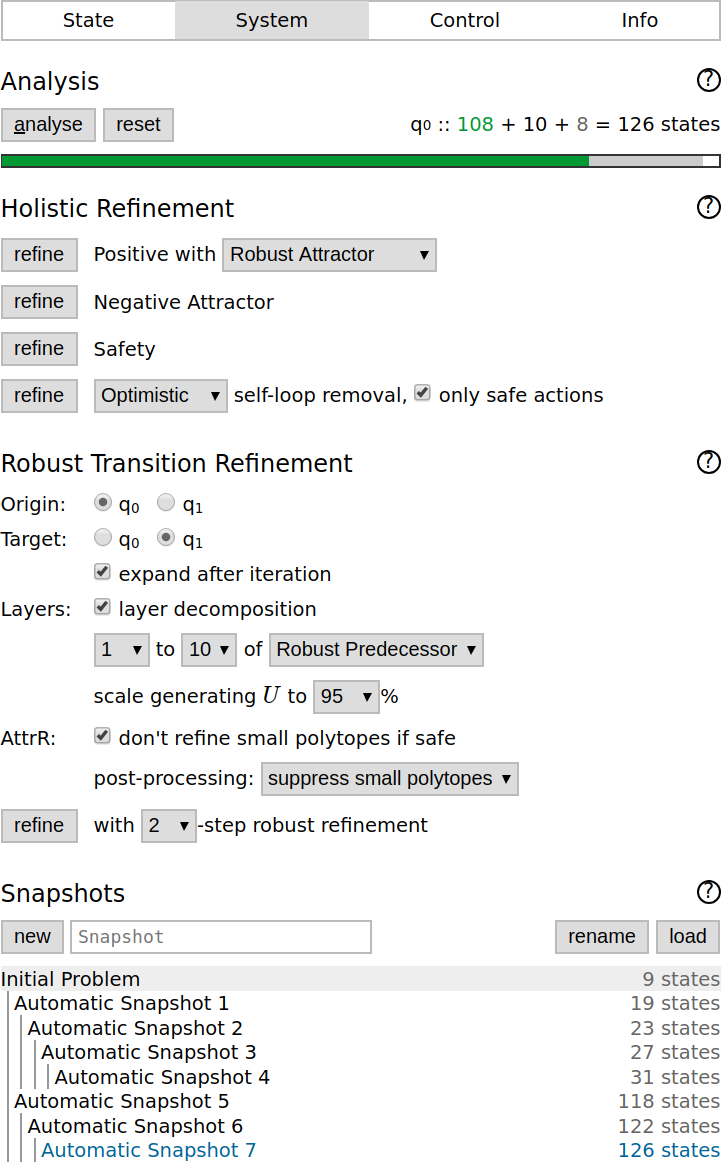 State System Control Info
Analysis ?
analyse reset q0 :: 108 + 10 + 8 = 126 states
Holistic Refinement ?
refine Positive with Robust Attractor ▼
refine Negative Attractor
refine Safety
refine Optimistic ▼ self-loop removal, only safe actions
Robust Transition Refinement ?
Origin: q0 q1
Target: q0 q1
expand after iteration
Layers: layer decomposition
1 ▼ to 10 ▼ of Robust Predecessor ▼
scale generating U to 95 ▼ %
AttrR: don't refine small polytopes if safe
post-processing: suppress small polytopes ▼
refine with 2 ▼ -step robust refinement
Snapshots ?
new Snapshot rename load
Initial Problem 9 states
Automatic Snapshot 1 19 states
Automatic Snapshot 2 23 states
Automatic Snapshot 3 27 states
Automatic Snapshot 4 31 states
Automatic Snapshot 5 118 states
Automatic Snapshot 6 122 states
Automatic Snapshot 7 126 states